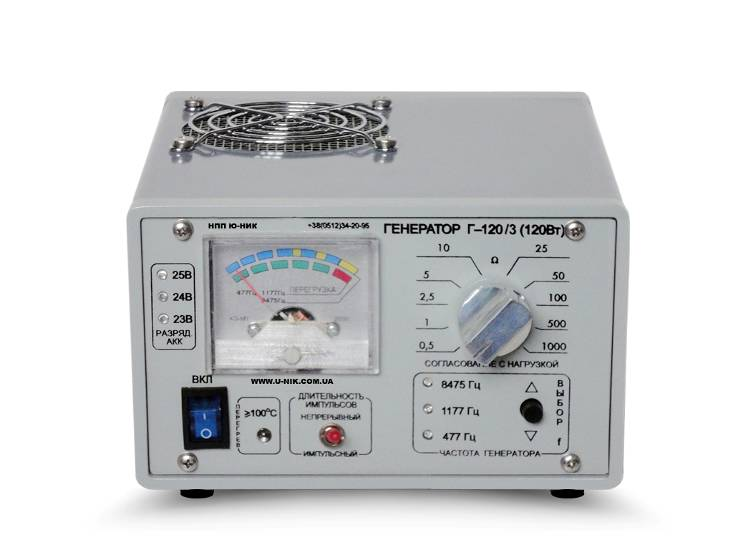 НПП Ю-НИК
+38(0512)34-20-95
ГЕНЕРАТОР Г–120/3 (120Вт)
10
25
Ω
5
50
2,5
100
1
500
0,5
1000
СОГЛАСОВАНИЕ С НАГРУЗКОЙ
25В
24В
23В
РАЗРЯД.
АКК
477Гц
1177Гц
8475Гц
ПЕРЕГРУЗКА
WWW.U-NIK.COM.UA
ВКЛ
ПЕРЕГРЕВ
≥100°С
ДЛИТЕЛЬНОСТЬ
ИМПУЛЬСОВ
НЕПРЕРЫВНЫЙ
ИМПУЛЬСНЫЙ
8475 Гц
1177 Гц
477 Гц
ВЫБОР f
ЧАСТОТА ГЕНЕРАТОРА